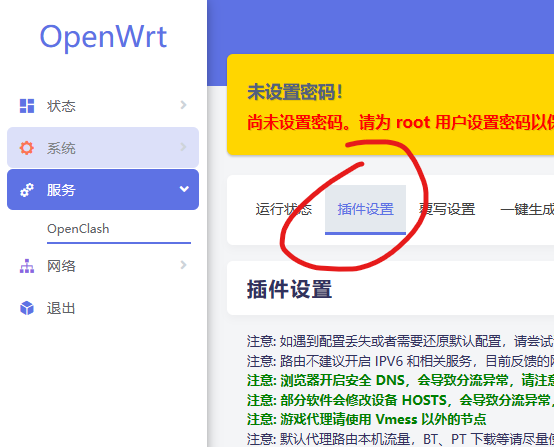 OpenWrt
状态
系统
服务
OpenClash
网络
退出
未设置密码！
尚未设置密码。请为 root 用户设置密码以保
运行状态 插件设置 覆写设置 一键生成
插件设置
注意: 如遇到配置丢失或者需要还原默认配置，请尝试
注意: 路由不建议开启 IPV6 和相关服务，目前反馈的
注意: 浏览器开启安全 DNS，会导致分流异常，请注意
注意: 部分软件会修改设备 HOSTS，会导致分流异常，
注意: 游戏代理请使用 Vmess 以外的节点
注意: 默认代理路由本机流量，BT、PT 下载等请尽量